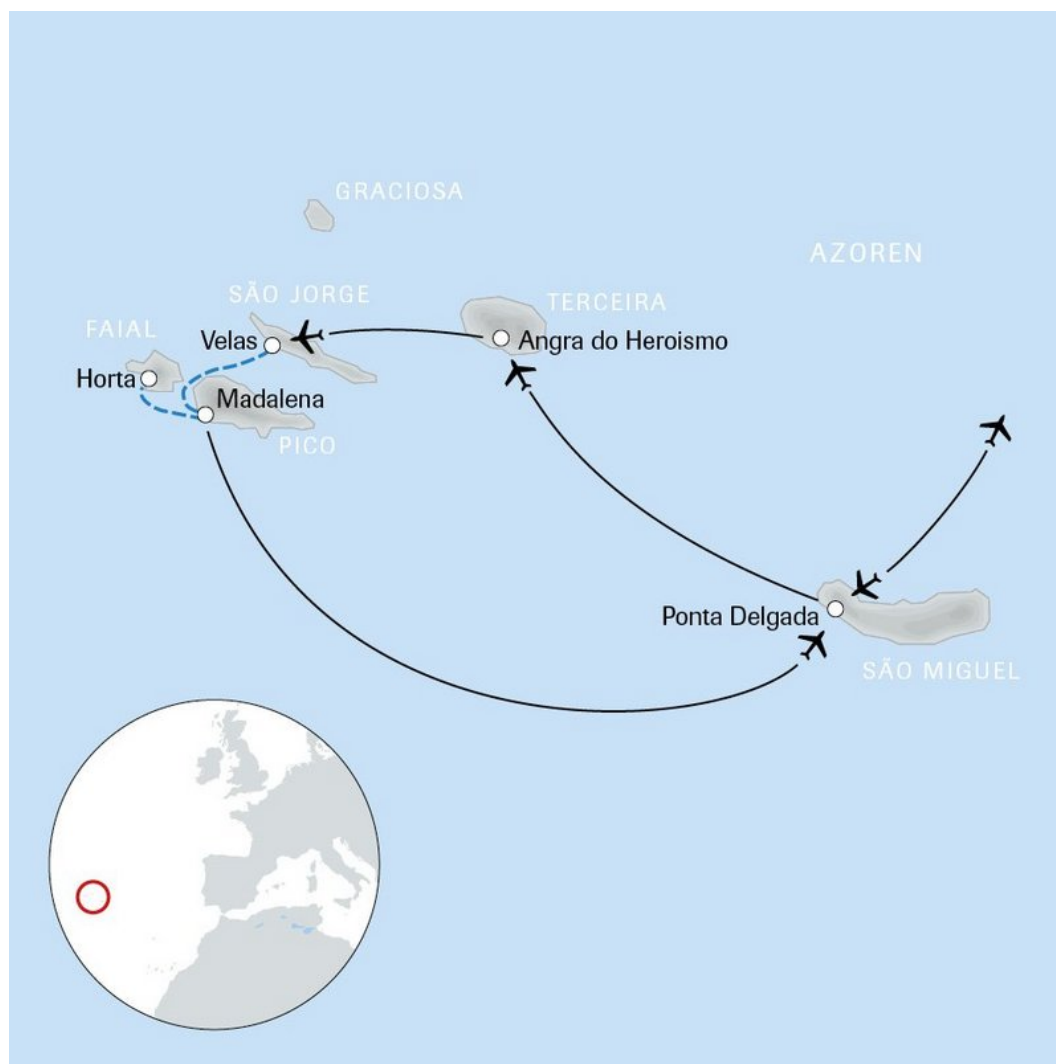 GRACIOSA
AZOREN
SÃO JORGE
TERCEIRA
FAIAL
Velas
Angra do Heroismo
Horta
Madalena
PICO
Ponta Delgada
SÃO MIGUEL